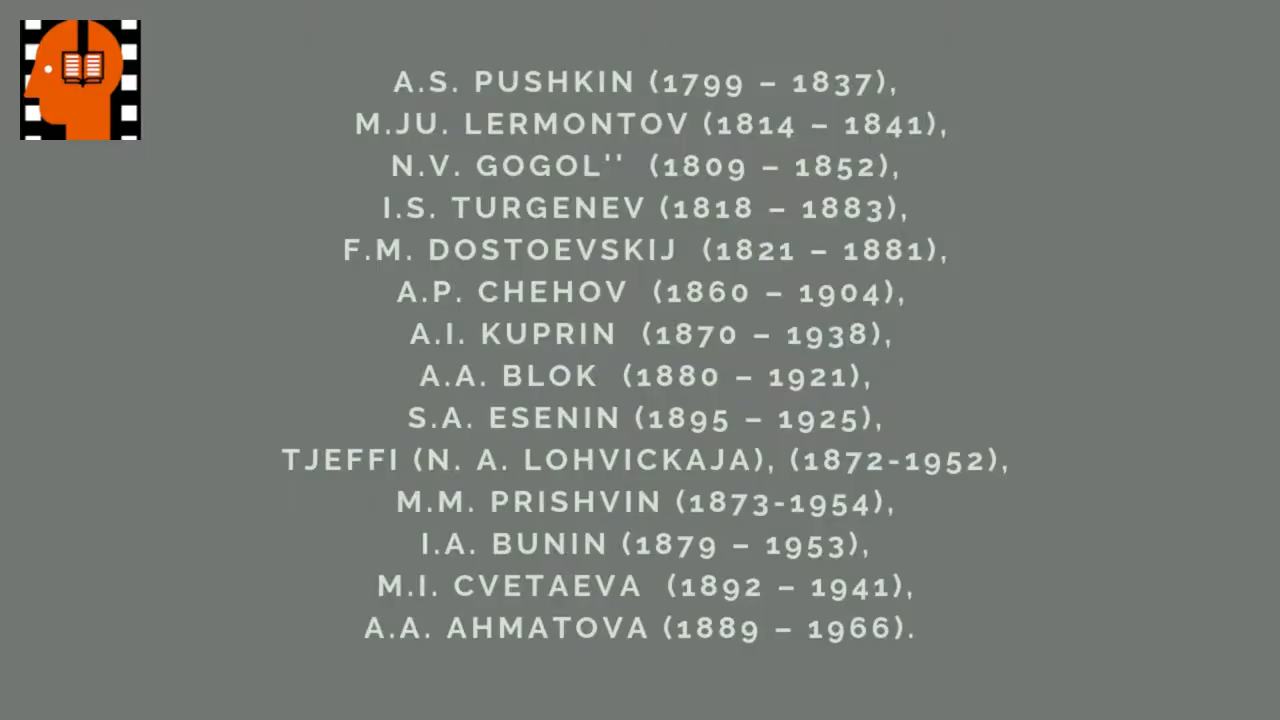 A.S. PUSHKIN (1799 – 1837),
M.JU. LERMONTOV (1814 – 1841),
N.V. GOGOL'' (1809 – 1852),
I.S. TURGENEV (1818 – 1883),
F.M. DOSTOEVSKIJ (1821 – 1881),
A.P. CHEHOV (1860 – 1904),
A.I. KUPRIN (1870 – 1938),
A.A. BLOK (1880 – 1921),
S.A. ESENIN (1895 – 1925),
TJEFFI (N. A. LOHVICKAJA), (1872-1952),
M.M. PRISHVIN (1873-1954),
I.A. BUNIN (1879 – 1953),
M.I. CVETAEVA (1892 – 1941),
A.A. AHMATOVA (1889 – 1966).